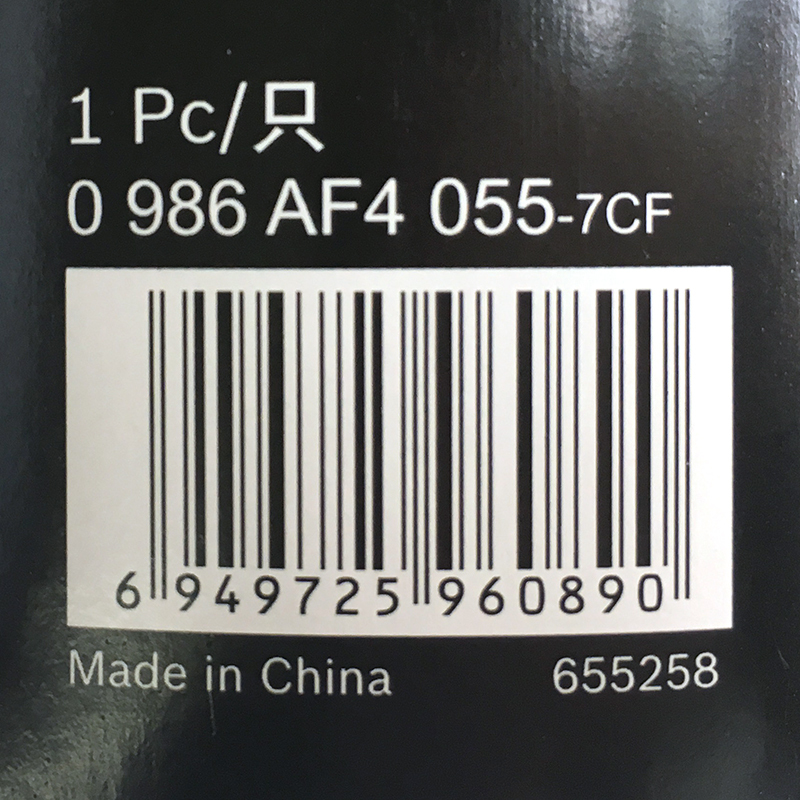 1 Pc/只
0 986 AF4 055-7CF
6 949725 960890
Made in China 655258